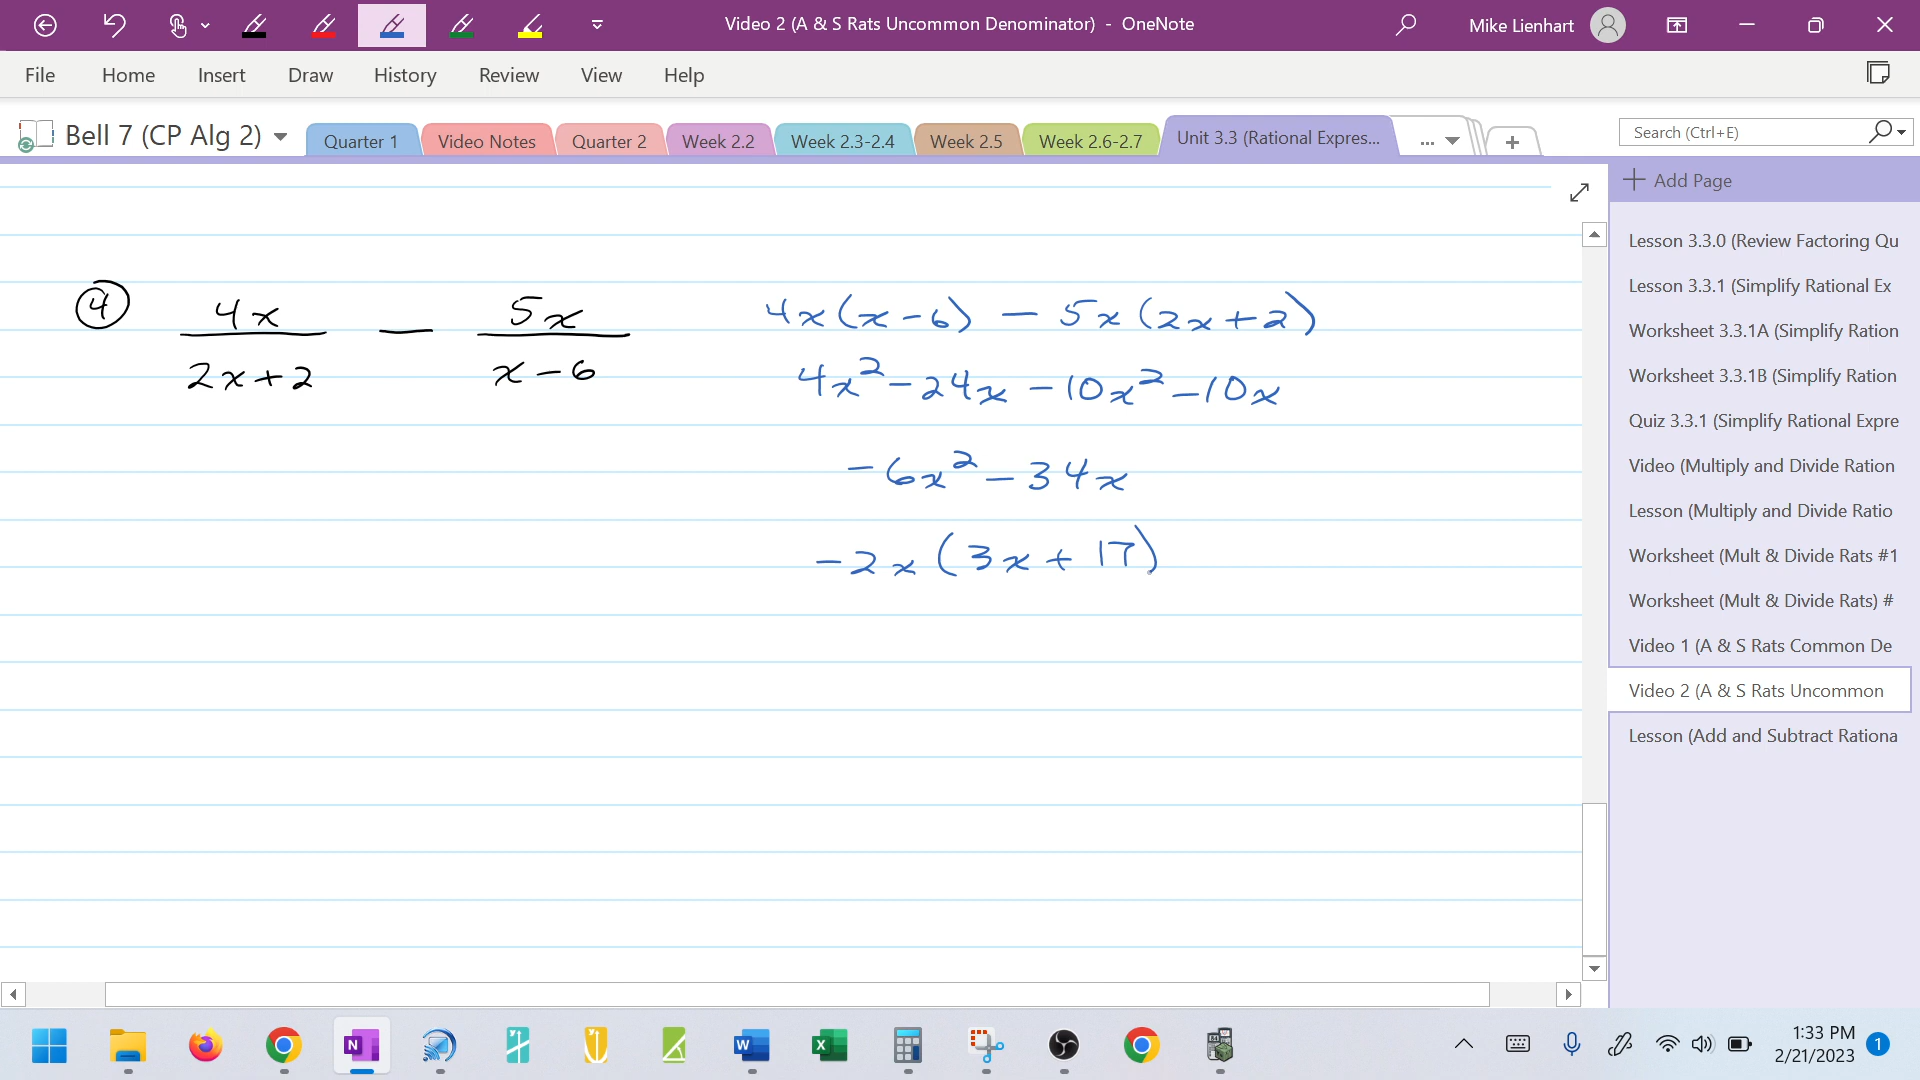 Video 2 (A & S Rats Uncommon Denominator) - OneNote
Mike Lienhart
File Home Insert Draw History Review View Help
Bell 7 (CP Alg 2)
Quarter 1 Video Notes Quarter 2 Week 2.2 Week 2.3-2.4 Week 2.5 Week 2.6-2.7 Unit 3.3 (Rational Expres... ... +
Search (Ctrl+E)
Add Page
Lesson 3.3.0 (Review Factoring Qu
Lesson 3.3.1 (Simplify Rational Ex
Worksheet 3.3.1A (Simplify Ration
Worksheet 3.3.1B (Simplify Ration
Quiz 3.3.1 (Simplify Rational Expre
Video (Multiply and Divide Ration
Lesson (Multiply and Divide Ratio
Worksheet (Mult & Divide Rats #1
Worksheet (Mult & Divide Rats) #
Video 1 (A & S Rats Common De
Video 2 (A & S Rats Uncommon
Lesson (Add and Subtract Rationa
④ 4x/(2x+2) — 5x/(x-6)
4x(x-6) - 5x(2x+2)
4x² - 24x - 10x² - 10x
-6x² - 34x
-2x(3x+17)
1:33 PM
2/21/2023
1